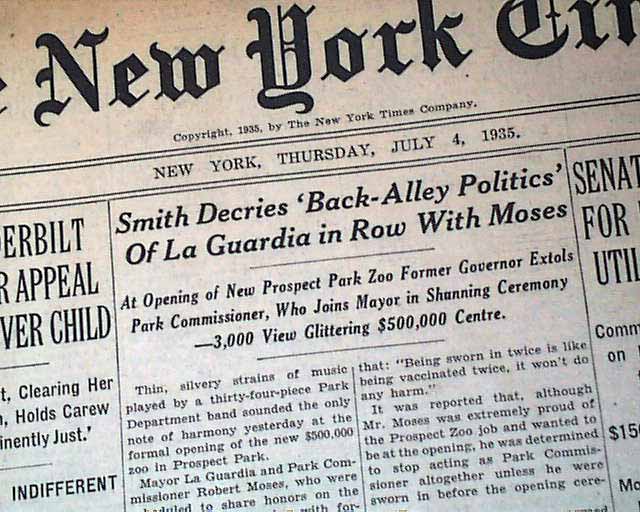 New York
Copyright, 1935, by The New York Times Company.
NEW YORK, THURSDAY, JULY 4, 1935.
ERBILT
R APPEAL
VER CHILD
t, Clearing Her
, Holds Carew
inently Just.'
INDIFFERENT
Smith Decries 'Back-Alley Politics'
Of La Guardia in Row With Moses
At Opening of New Prospect Park Zoo Former Governor Extols
Park Commissioner, Who Joins Mayor in Shunning Ceremony
—3,000 View Glittering $500,000 Centre.
Thin, silvery strains of music
played by a thirty-four-piece Park
Department band sounded the only
note of harmony yesterday at the
formal opening of the new $500,000
zoo in Prospect Park.
Mayor La Guardia and Park Com-
missioner Robert Moses, who were
scheduled to share honors on the
with for-
that: "Being sworn in twice is like
being vaccinated twice, it won't do
any harm."
It was reported that, although
Mr. Moses was extremely proud of
the Prospect Zoo job and wanted to
be at the opening, he was determined
to stop acting as Park Commis-
sioner altogether unless he were
sworn in before the opening cere-
SENAT
FOR
UTIL
Comm
on
$15
Mo